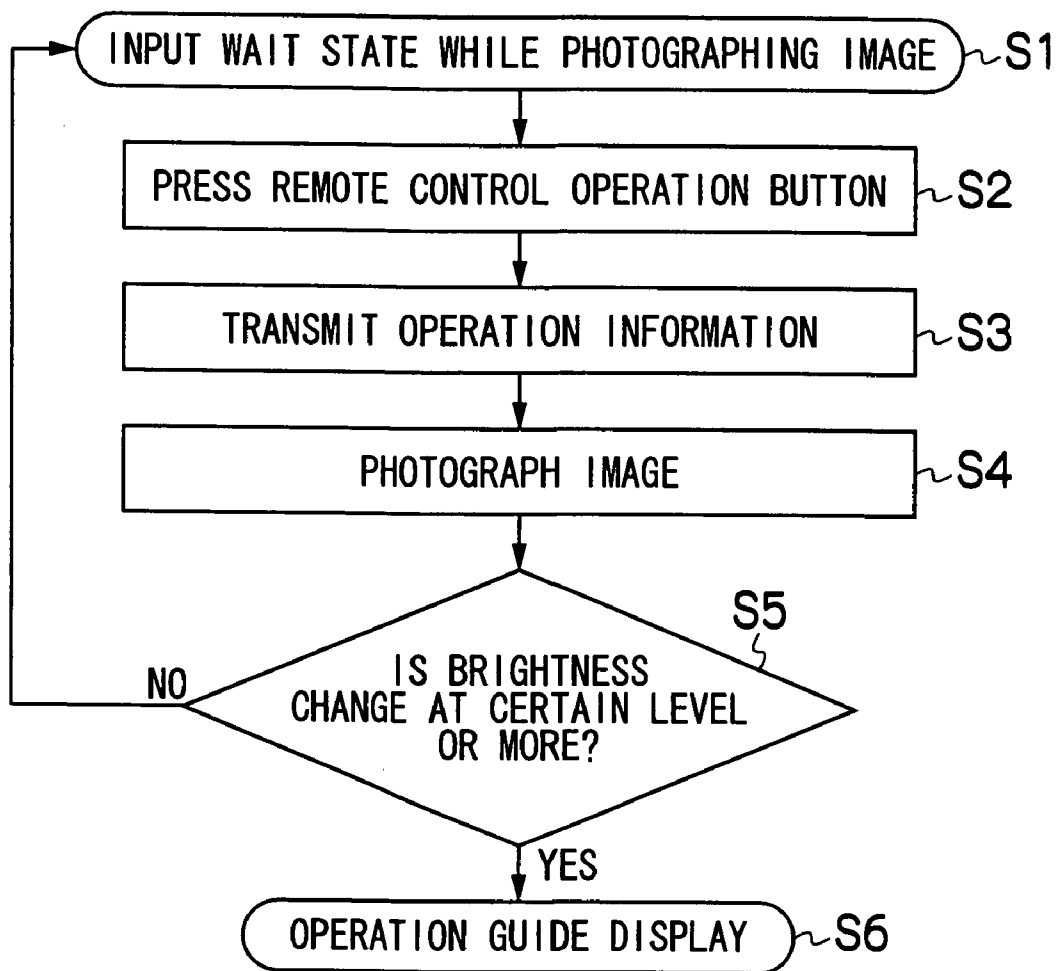 INPUT WAIT STATE WHILE PHOTOGRAPHING IMAGE S1
PRESS REMOTE CONTROL OPERATION BUTTON S2
TRANSMIT OPERATION INFORMATION S3
PHOTOGRAPH IMAGE S4
S5
IS BRIGHTNESS
CHANGE AT CERTAIN LEVEL
OR MORE?
NO
YES
OPERATION GUIDE DISPLAY S6